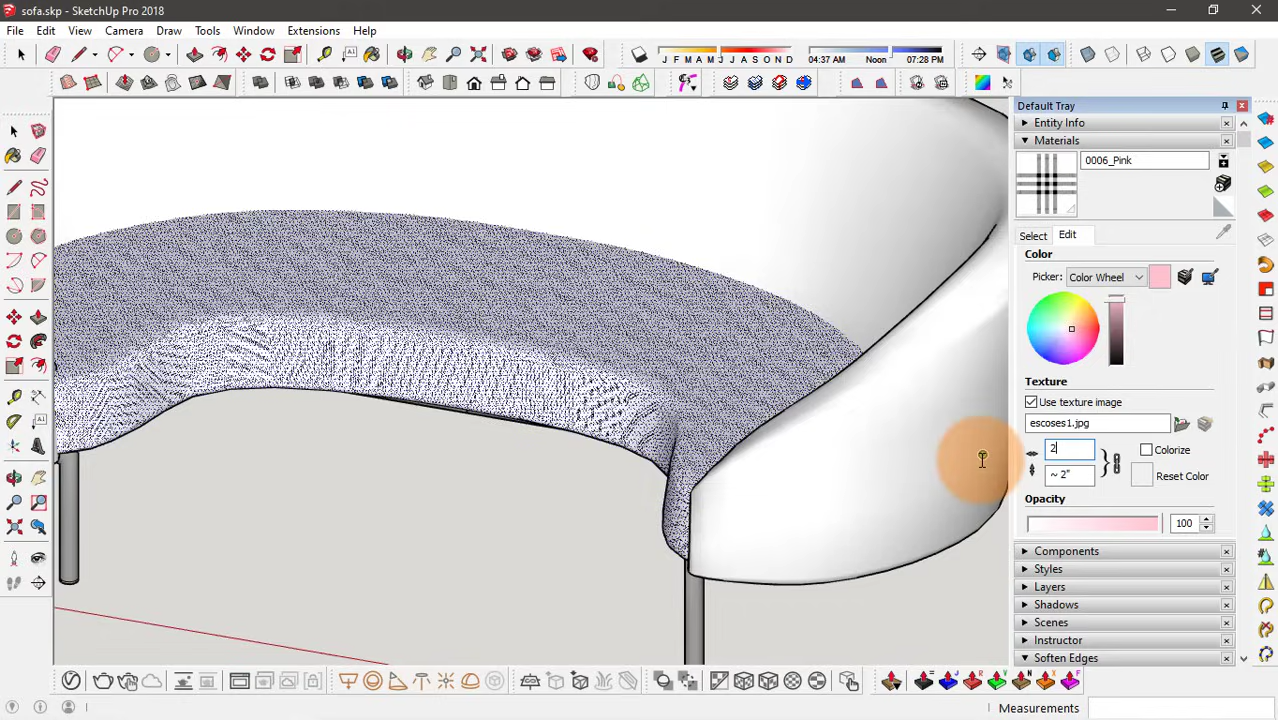 sofa.skp - SketchUp Pro 2018
File Edit View Camera Draw Tools Window Extensions Help
J F M A M J J A S O N D
04:37 AM Noon 07:28 PM
Default Tray
Entity Info
Materials
0006_Pink
Select Edit
Color
Picker: Color Wheel
Texture
Use texture image
escoses1.jpg
2
Colorize
~ 2"
Reset Color
Opacity
100
Components
Styles
Layers
Shadows
Scenes
Instructor
Soften Edges
Measurements